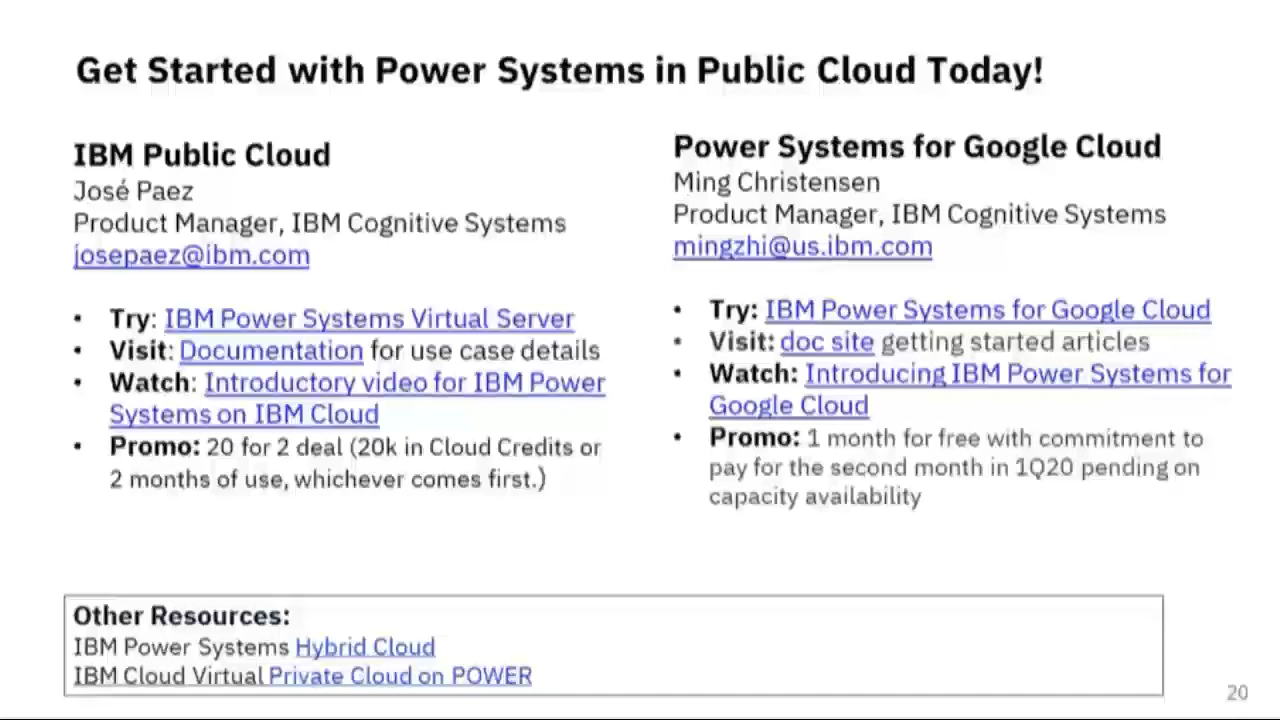 Get Started with Power Systems in Public Cloud Today!
IBM Public Cloud
José Paez
Product Manager, IBM Cognitive Systems
josepaez@ibm.com
• Try: IBM Power Systems Virtual Server
• Visit: Documentation for use case details
• Watch: Introductory video for IBM Power
Systems on IBM Cloud
• Promo: 20 for 2 deal (20k in Cloud Credits or
2 months of use, whichever comes first.)
Power Systems for Google Cloud
Ming Christensen
Product Manager, IBM Cognitive Systems
mingzhi@us.ibm.com
• Try: IBM Power Systems for Google Cloud
• Visit: doc site getting started articles
• Watch: Introducing IBM Power Systems for
Google Cloud
• Promo: 1 month for free with commitment to
pay for the second month in 1Q20 pending on
capacity availability
Other Resources:
IBM Power Systems Hybrid Cloud
IBM Cloud Virtual Private Cloud on POWER
20